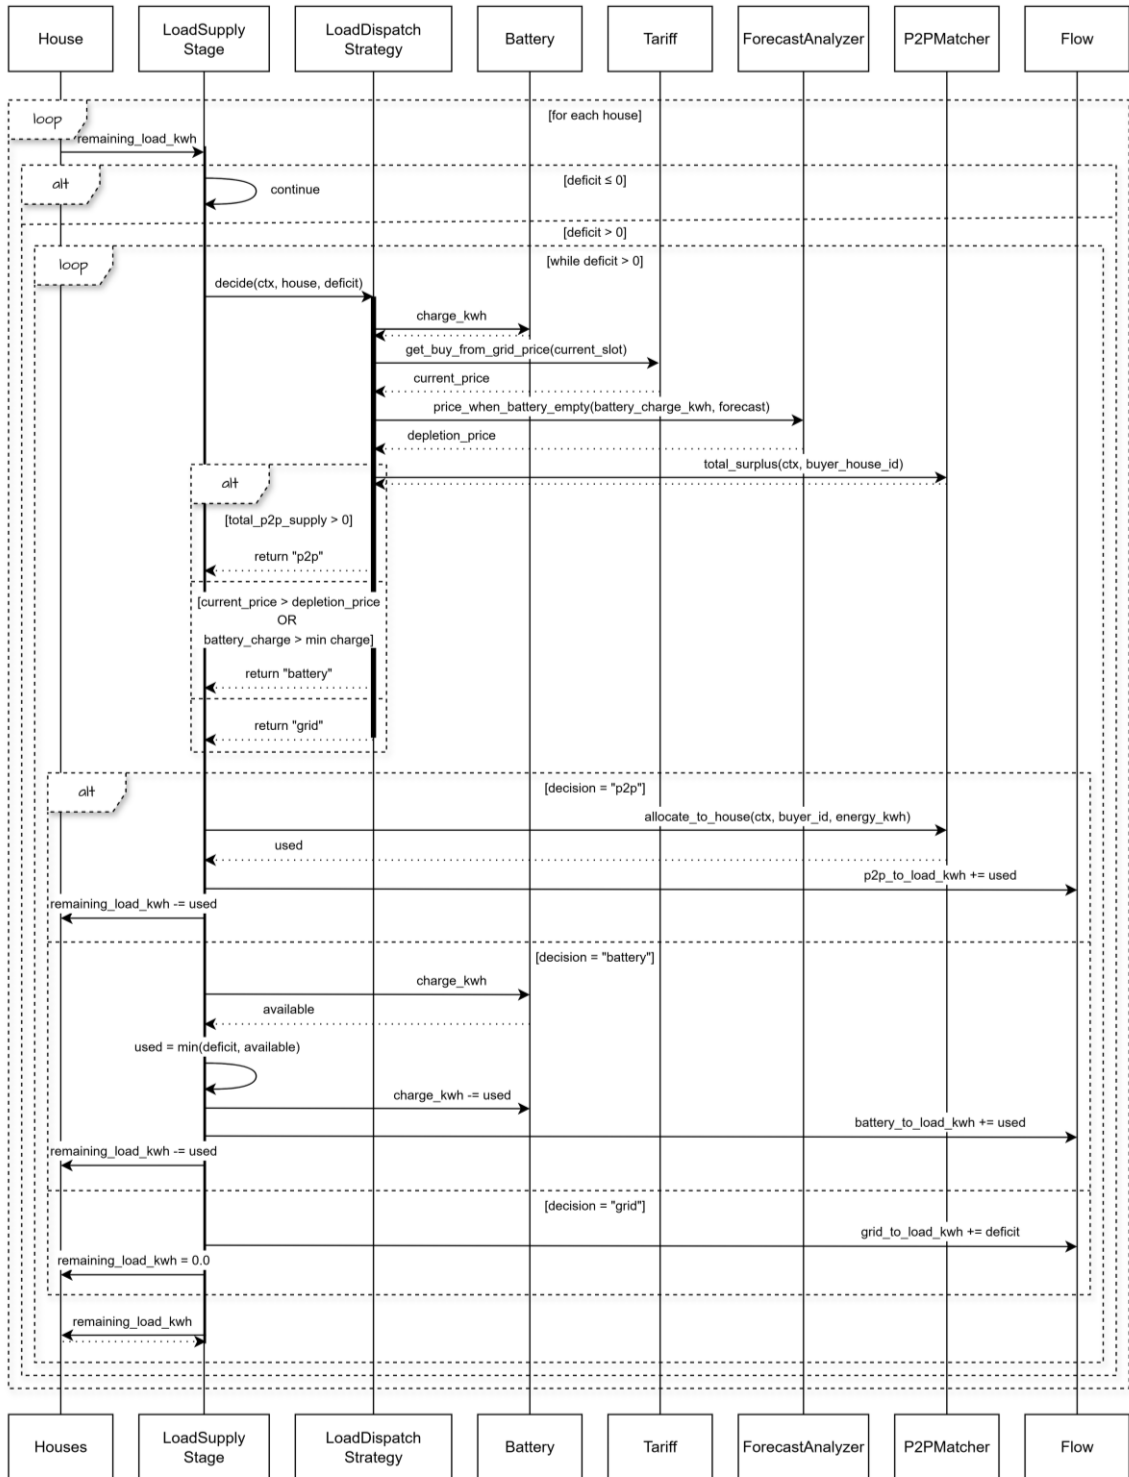 House
LoadSupply
Stage
LoadDispatch
Strategy
Battery
Tariff
ForecastAnalyzer
P2PMatcher
Flow
loop
[for each house]
remaining_load_kwh
alt
[deficit ≤ 0]
continue
[deficit > 0]
loop
[while deficit > 0]
decide(ctx, house, deficit)
charge_kwh
get_buy_from_grid_price(current_slot)
current_price
price_when_battery_empty(battery_charge_kwh, forecast)
depletion_price
total_surplus(ctx, buyer_house_id)
alt
[total_p2p_supply > 0]
return "p2p"
[current_price > depletion_price
OR
battery_charge > min charge]
return "battery"
return "grid"
alt
[decision = "p2p"]
allocate_to_house(ctx, buyer_id, energy_kwh)
used
p2p_to_load_kwh += used
remaining_load_kwh -= used
[decision = "battery"]
charge_kwh
available
used = min(deficit, available)
charge_kwh -= used
battery_to_load_kwh += used
remaining_load_kwh -= used
[decision = "grid"]
grid_to_load_kwh += deficit
remaining_load_kwh = 0.0
remaining_load_kwh
Houses
LoadSupply
Stage
LoadDispatch
Strategy
Battery
Tariff
ForecastAnalyzer
P2PMatcher
Flow